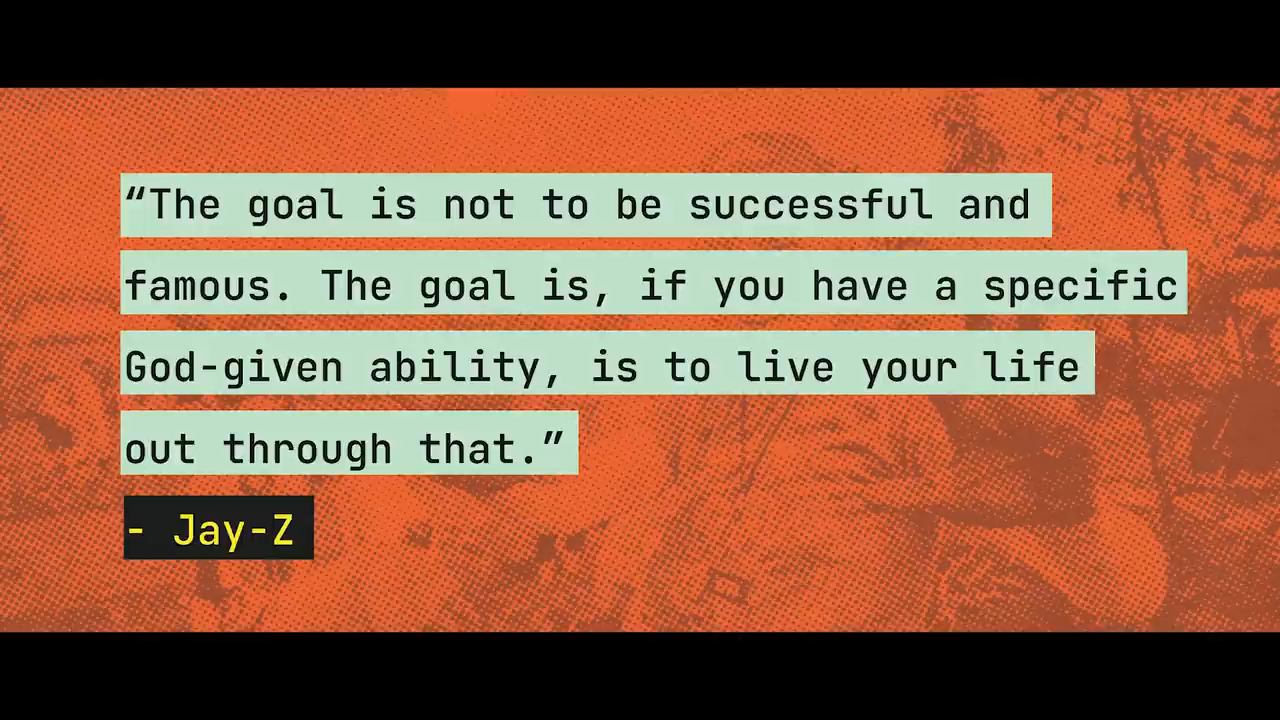 “The goal is not to be successful and
famous. The goal is, if you have a specific
God-given ability, is to live your life
out through that.”
- Jay-Z